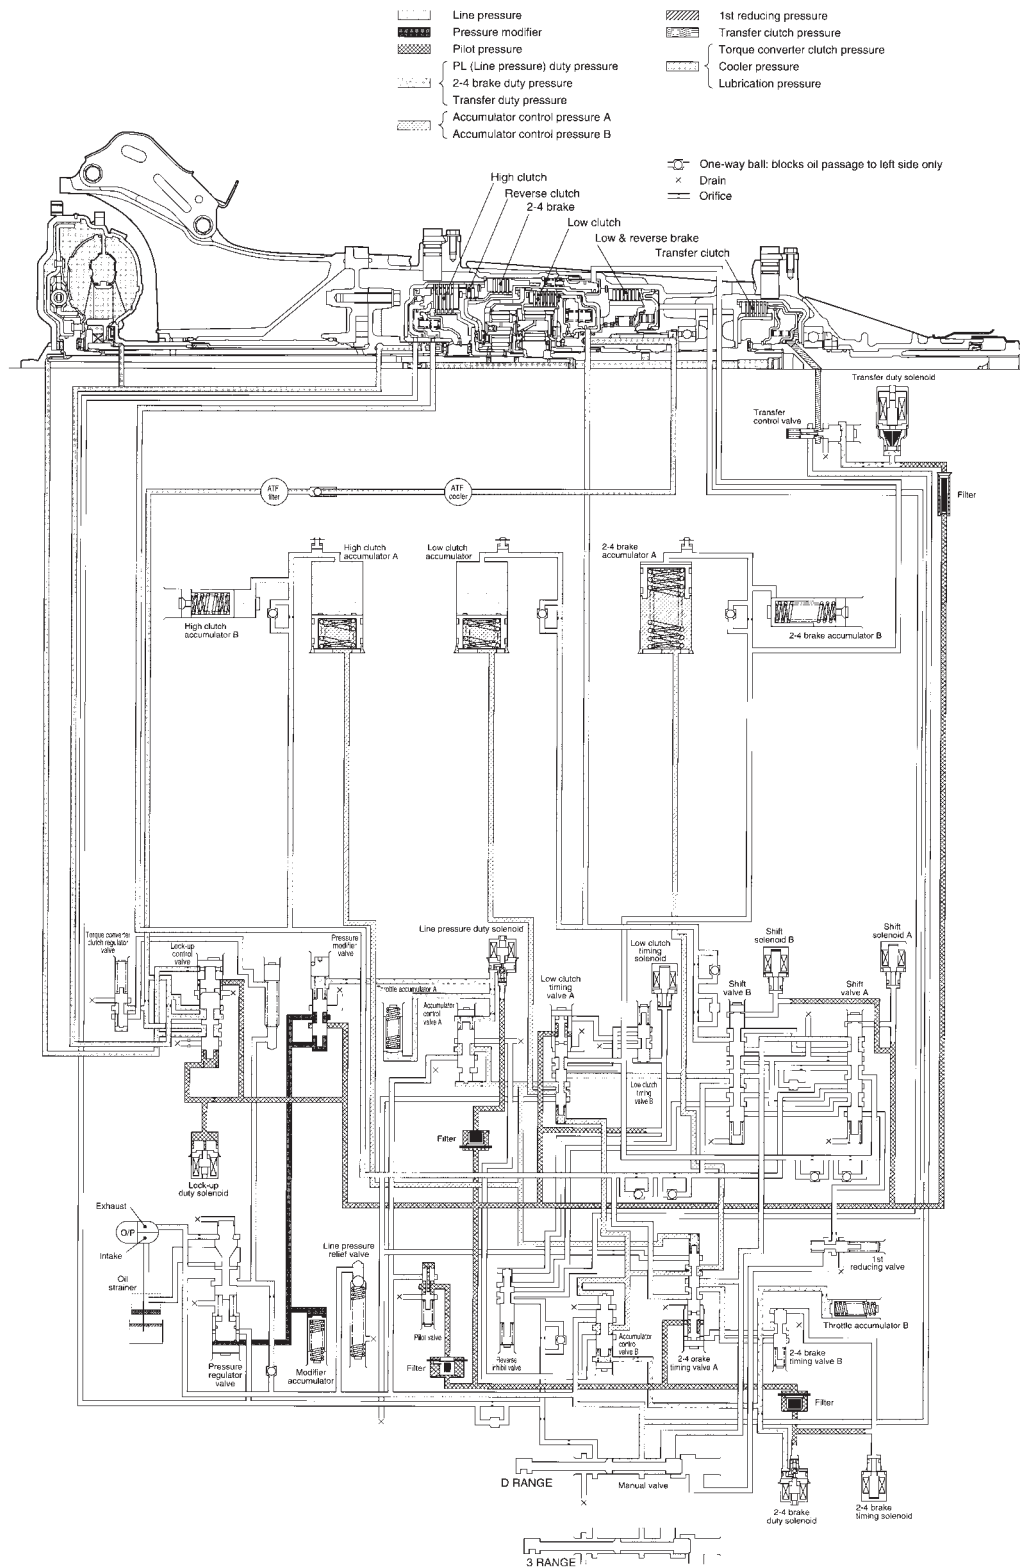 Line pressure
Pressure modifier
Pilot pressure
PL (Line pressure) duty pressure
2-4 brake duty pressure
Transfer duty pressure
Accumulator control pressure A
Accumulator control pressure B
1st reducing pressure
Transfer clutch pressure
Torque converter clutch pressure
Cooler pressure
Lubrication pressure
One-way ball: blocks oil passage to left side only
Drain
Orifice
High clutch
Reverse clutch
2-4 brake
Low clutch
Low & reverse brake
Transfer clutch
Transfer duty solenoid
Transfer
control valve
ATF
filter
ATF
cooler
Filter
High clutch
accumulator A
Low clutch
accumulator
2-4 brake
accumulator A
High clutch
accumulator B
2-4 brake accumulator B
Torque converter
clutch regulator
valve
Lock-up
control
valve
Pressure
modifier
valve
Line pressure duty solenoid
Throttle accumulator A
Accumulator
control
valve A
Low clutch
timing
valve A
Low clutch
timing
solenoid
Shift
solenoid B
Shift
solenoid A
Shift
valve B
Shift
valve A
Low clutch
timing
valve B
Filter
Lock-up
duty solenoid
Exhaust
O/P
Intake
Oil
strainer
Line pressure
relief valve
1st
reducing valve
Throttle accumulator B
Pilot valve
Filter
Reverse
inhibit valve
Accumulator
control
valve B
2-4 brake
timing valve A
2-4 brake
timing valve B
Pressure
regulator
valve
Modifier
accumulator
Filter
D RANGE
Manual valve
2-4 brake
duty solenoid
2-4 brake
timing solenoid
3 RANGE